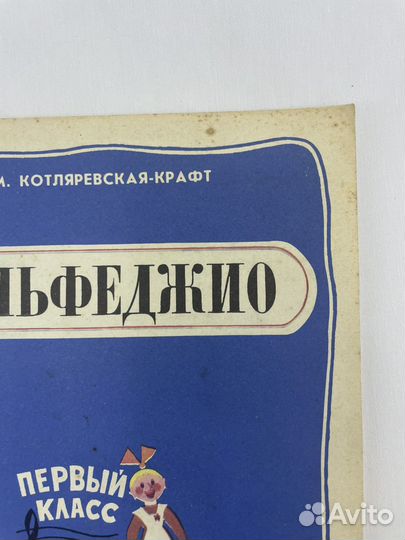 М. КОТЛЯРЕВСКАЯ-КРАФТ
ЛЬФЕДЖИО
ПЕРВЫЙ
КЛАСС
Avito